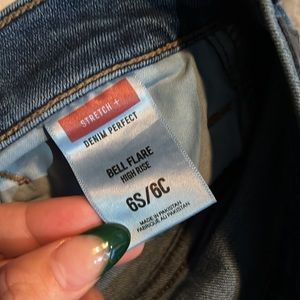 STRETCH +
DENIM PERFECT
BELL FLARE
HIGH RISE
6S/6C
MADE IN PAKISTAN
FABRIQUÉ AU PAKISTAN